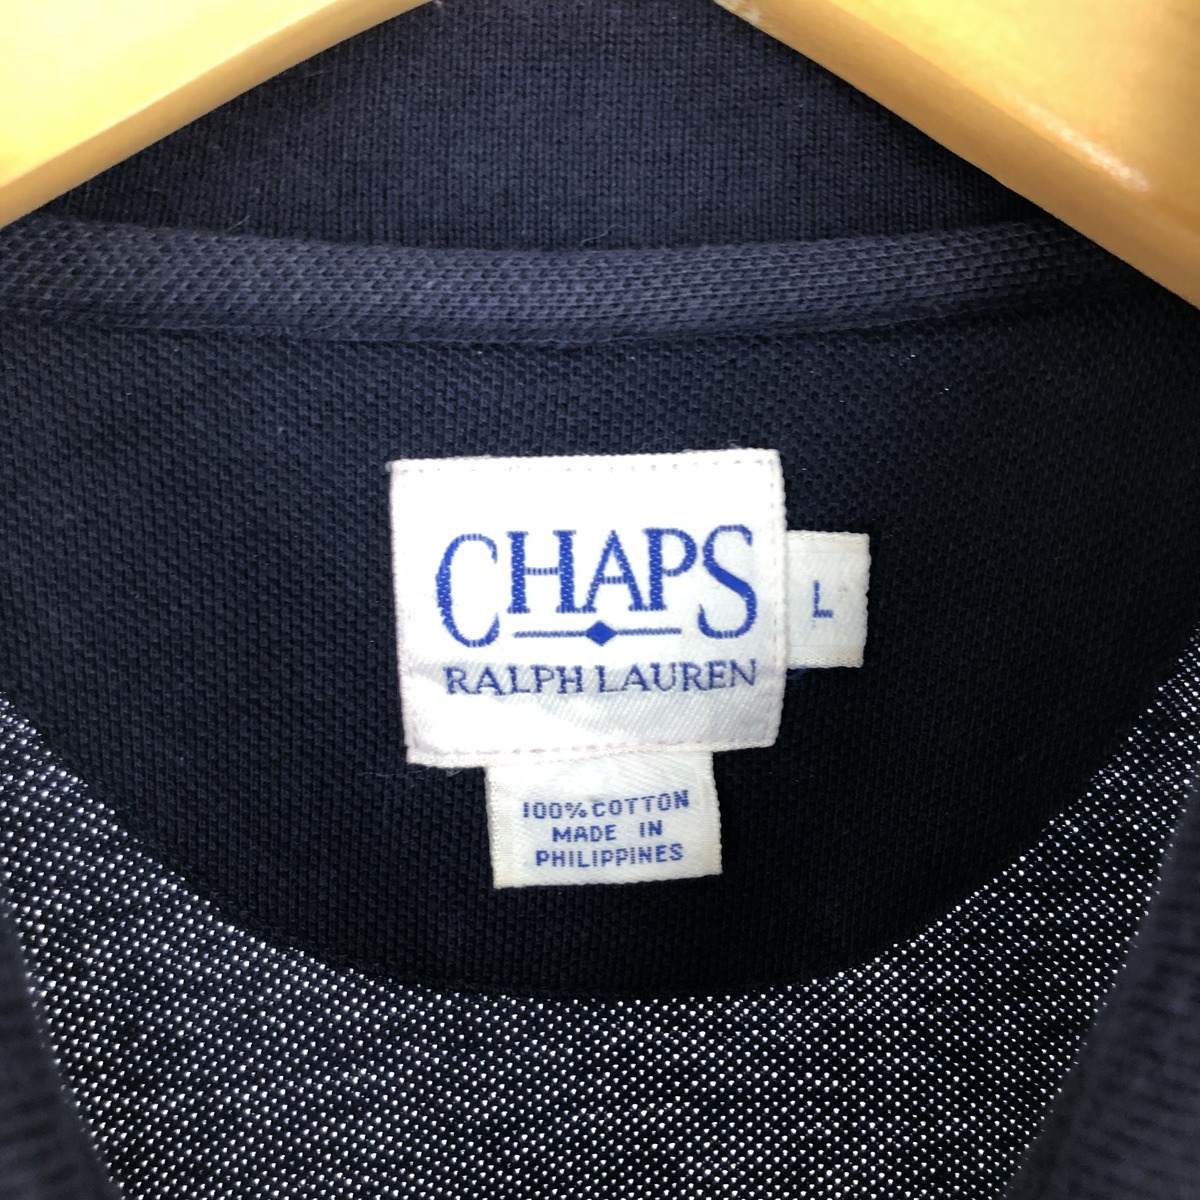 CHAPS
RALPH LAUREN
L
100% COTTON
MADE IN
PHILIPPINES